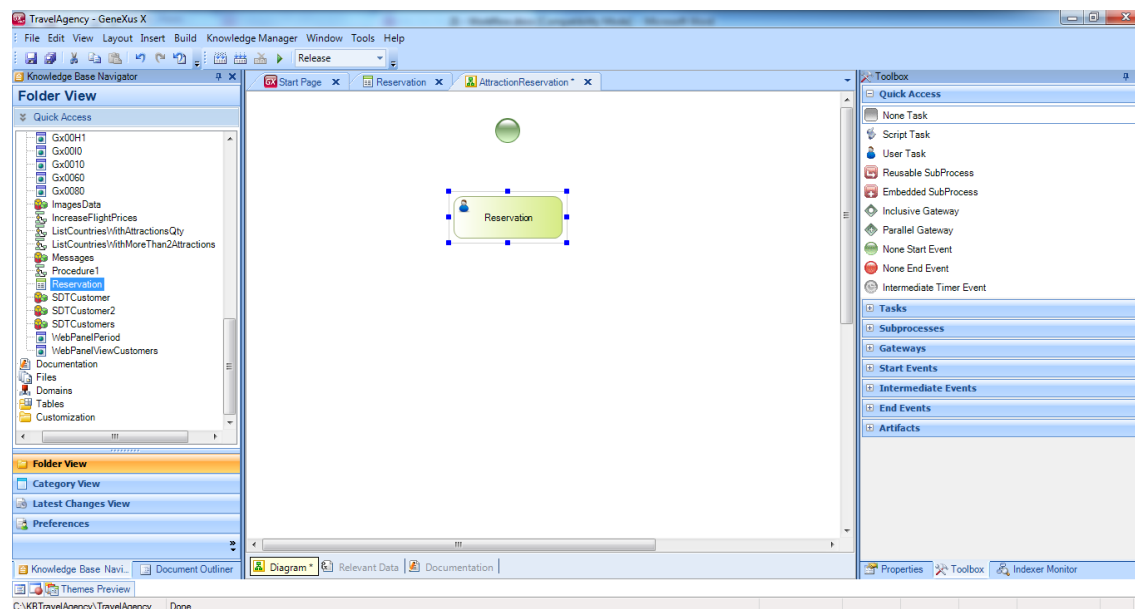 TravelAgency - GeneXus X
File Edit View Layout Insert Build Knowledge Manager Window Tools Help
Release
Knowledge Base Navigator
Folder View
Quick Access
Gx00H1
Gx00I0
Gx0010
Gx0060
Gx0080
ImagesData
IncreaseFlightPrices
ListCountriesWithAttractionsQty
ListCountriesWithMoreThan2Attractions
Messages
Procedure1
Reservation
SDTCustomer
SDTCustomer2
SDTCustomers
WebPanelPeriod
WebPanelViewCustomers
Documentation
Files
Domains
Tables
Customization
Folder View
Category View
Latest Changes View
Preferences
Knowledge Base Navi...
Document Outliner
Start Page
Reservation
AttractionReservation *
Reservation
Diagram *
Relevant Data
Documentation
Toolbox
Quick Access
None Task
Script Task
User Task
Reusable SubProcess
Embedded SubProcess
Inclusive Gateway
Parallel Gateway
None Start Event
None End Event
Intermediate Timer Event
Tasks
Subprocesses
Gateways
Start Events
Intermediate Events
End Events
Artifacts
Properties
Toolbox
Indexer Monitor
Themes Preview
C:\KBTravelAgency\TravelAgency Done